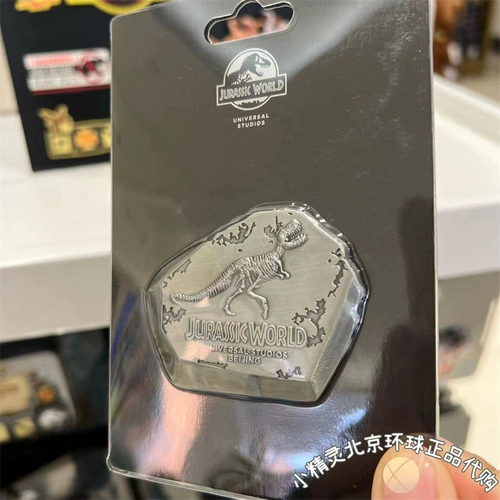 JURASSIC WORLD
UNIVERSAL
STUDIOS
JURASSIC WORLD
UNIVERSAL STUDIOS
BEIJING
小精灵北京环球正品代购